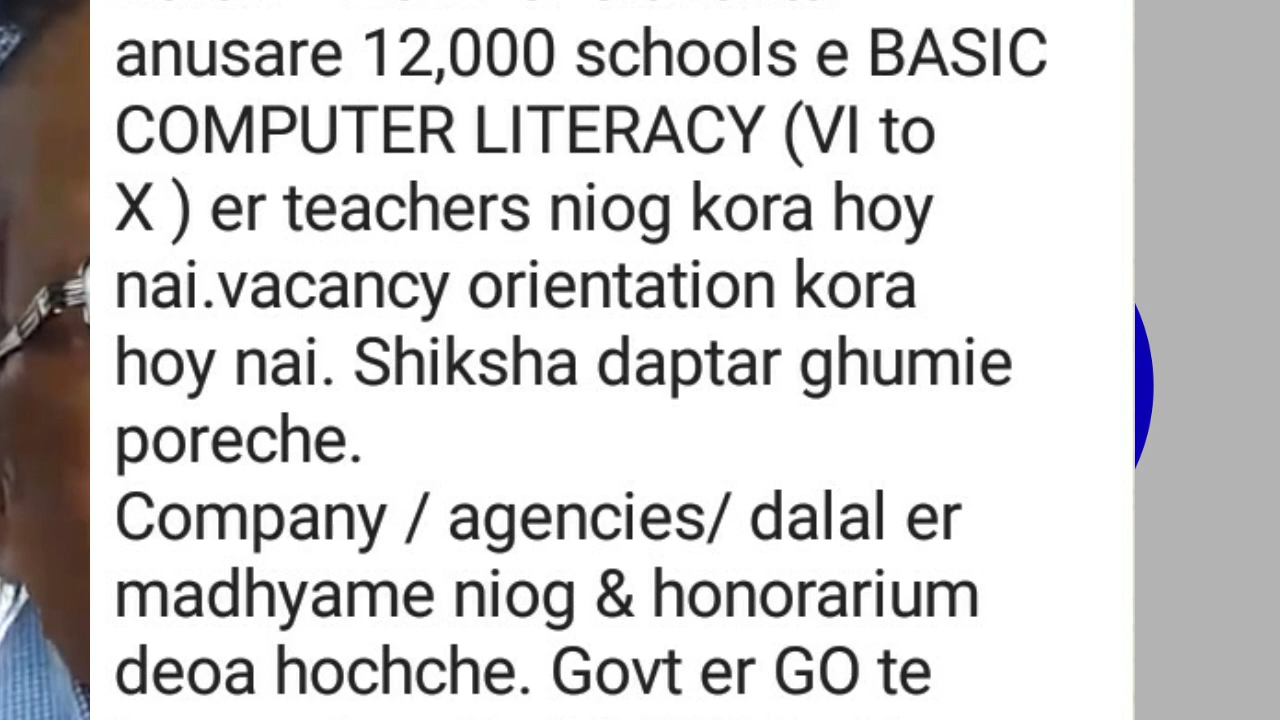 anusare 12,000 schools e BASIC
COMPUTER LITERACY (VI to
X ) er teachers niog kora hoy
nai.vacancy orientation kora
hoy nai. Shiksha daptar ghumie
poreche.
Company / agencies/ dalal er
madhyame niog & honorarium
deoa hochche. Govt er GO te